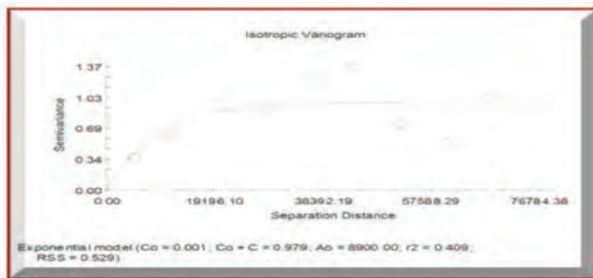 Isotropic Variogram
1.37
1.03
0.69
0.34
0.00
Semivariance
0.00 19196.10 38392.19 57588.29 76784.38
Separation Distance
Exponential model (Co = 0.001; Co + C = 0.979; Ao = 8900.00; r2 = 0.409;
RSS = 0.529)